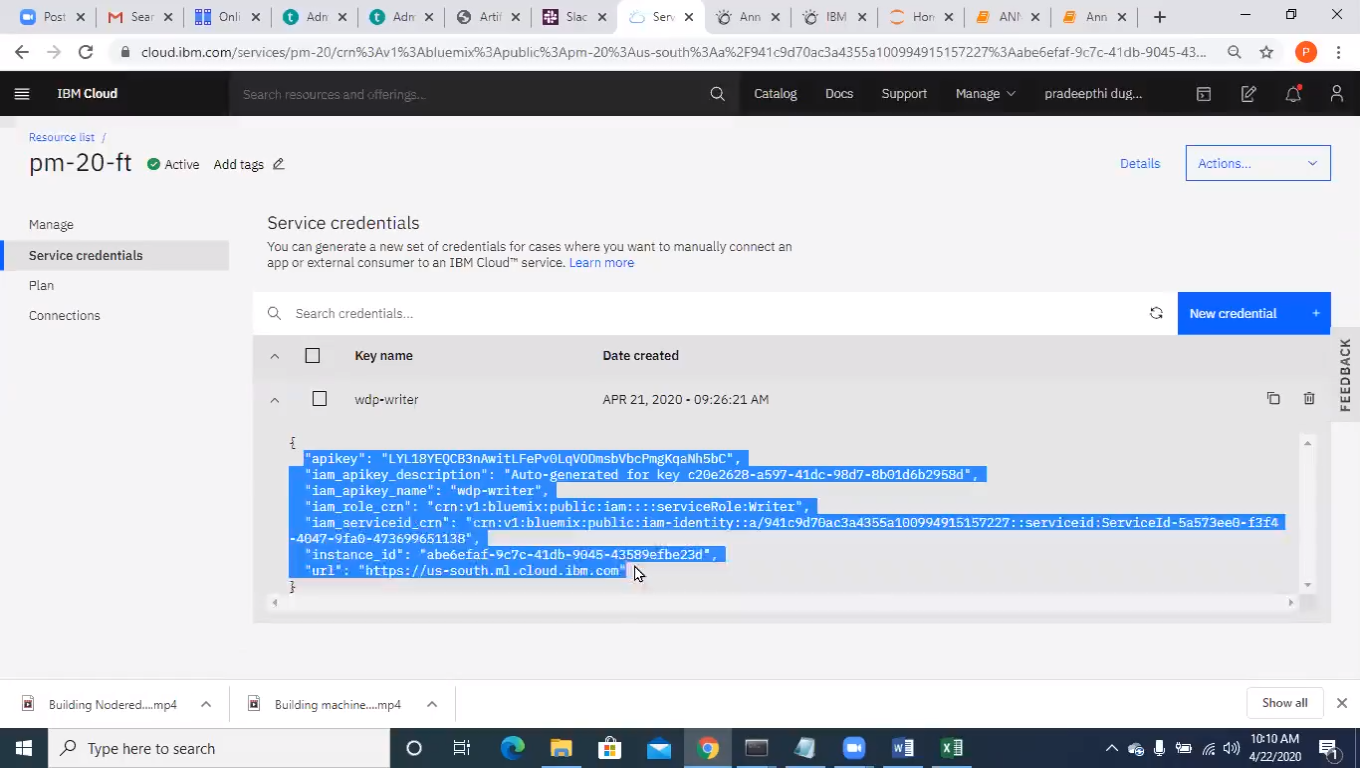 Post
Sear
Onli
Adm
Adm
Artif
Slac
Serv
Ann
IBM
Hom
ANN
Ann
cloud.ibm.com/services/pm-20/crn%3Av1%3Abluemix%3Apublic%3Apm-20%3Aus-south%3Aa%2F941c9d70ac3a4355a100994915157227%3Aabe6efaf-9c7c-41db-9045-43...
P
IBM Cloud
Search resources and offerings...
Catalog
Docs
Support
Manage
pradeepthi dug...
Resource list /
pm-20-ft
Active
Add tags
Details
Actions...
Manage
Service credentials
Plan
Connections
Service credentials
You can generate a new set of credentials for cases where you want to manually connect an
app or external consumer to an IBM Cloud™ service. Learn more
Search credentials...
New credential +
FEEDBACK
Key name
Date created
wdp-writer
APR 21, 2020 - 09:26:21 AM
{
"apikey": "LYL18YEQCB3nAwitLFePv0LqVODmsbVbcPmgKqaNh5bC",
"iam_apikey_description": "Auto-generated for key c20e2628-a597-41dc-98d7-8b01d6b2958d",
"iam_apikey_name": "wdp-writer",
"iam_role_crn": "crn:v1:bluemix:public:iam::::serviceRole:Writer",
"iam_serviceid_crn": "crn:v1:bluemix:public:iam-identity::a/941c9d70ac3a4355a100994915157227::serviceid:ServiceId-5a573ee0-f3f4
-4047-9fa0-473699651138",
"instance_id": "abe6efaf-9c7c-41db-9045-43589efbe23d",
"url": "https://us-south.ml.cloud.ibm.com"
}
Building Nodered....mp4
Building machine....mp4
Show all
Type here to search
10:10 AM
4/22/2020
1